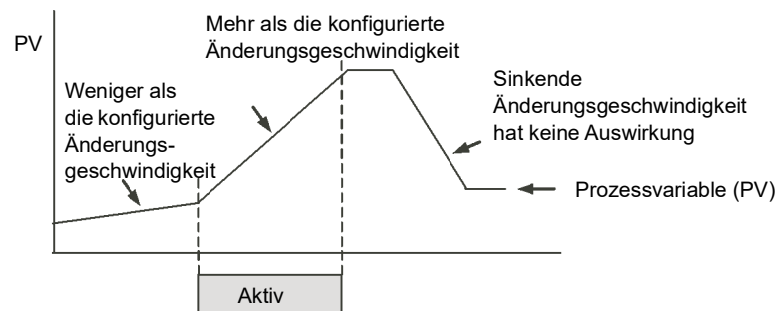 PV
Mehr als die konfigurierte
Änderungsgeschwindigkeit
Weniger als
die konfigurierte
Änderungs-
geschwindigkeit
Sinkende
Änderungsgeschwindigkeit
hat keine Auswirkung
Prozessvariable (PV)
Aktiv